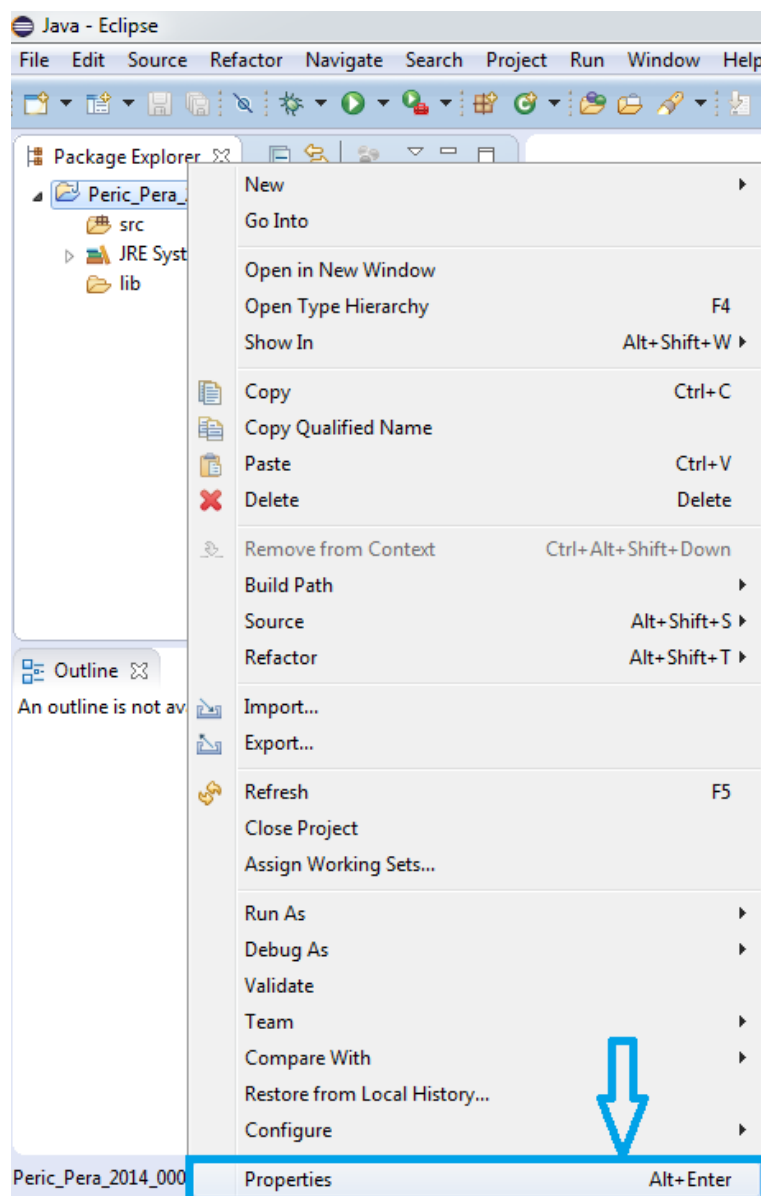 Java - Eclipse
File Edit Source Refactor Navigate Search Project Run Window Help
Package Explorer
Peric_Pera_
src
JRE Syst
lib
New
Go Into
Open in New Window
Open Type Hierarchy F4
Show In Alt+Shift+W
Copy Ctrl+C
Copy Qualified Name
Paste Ctrl+V
Delete Delete
Remove from Context Ctrl+Alt+Shift+Down
Build Path
Source Alt+Shift+S
Refactor Alt+Shift+T
Outline
An outline is not av
Import...
Export...
Refresh F5
Close Project
Assign Working Sets...
Run As
Debug As
Validate
Team
Compare With
Restore from Local History...
Configure
Peric_Pera_2014_000
Properties Alt+Enter